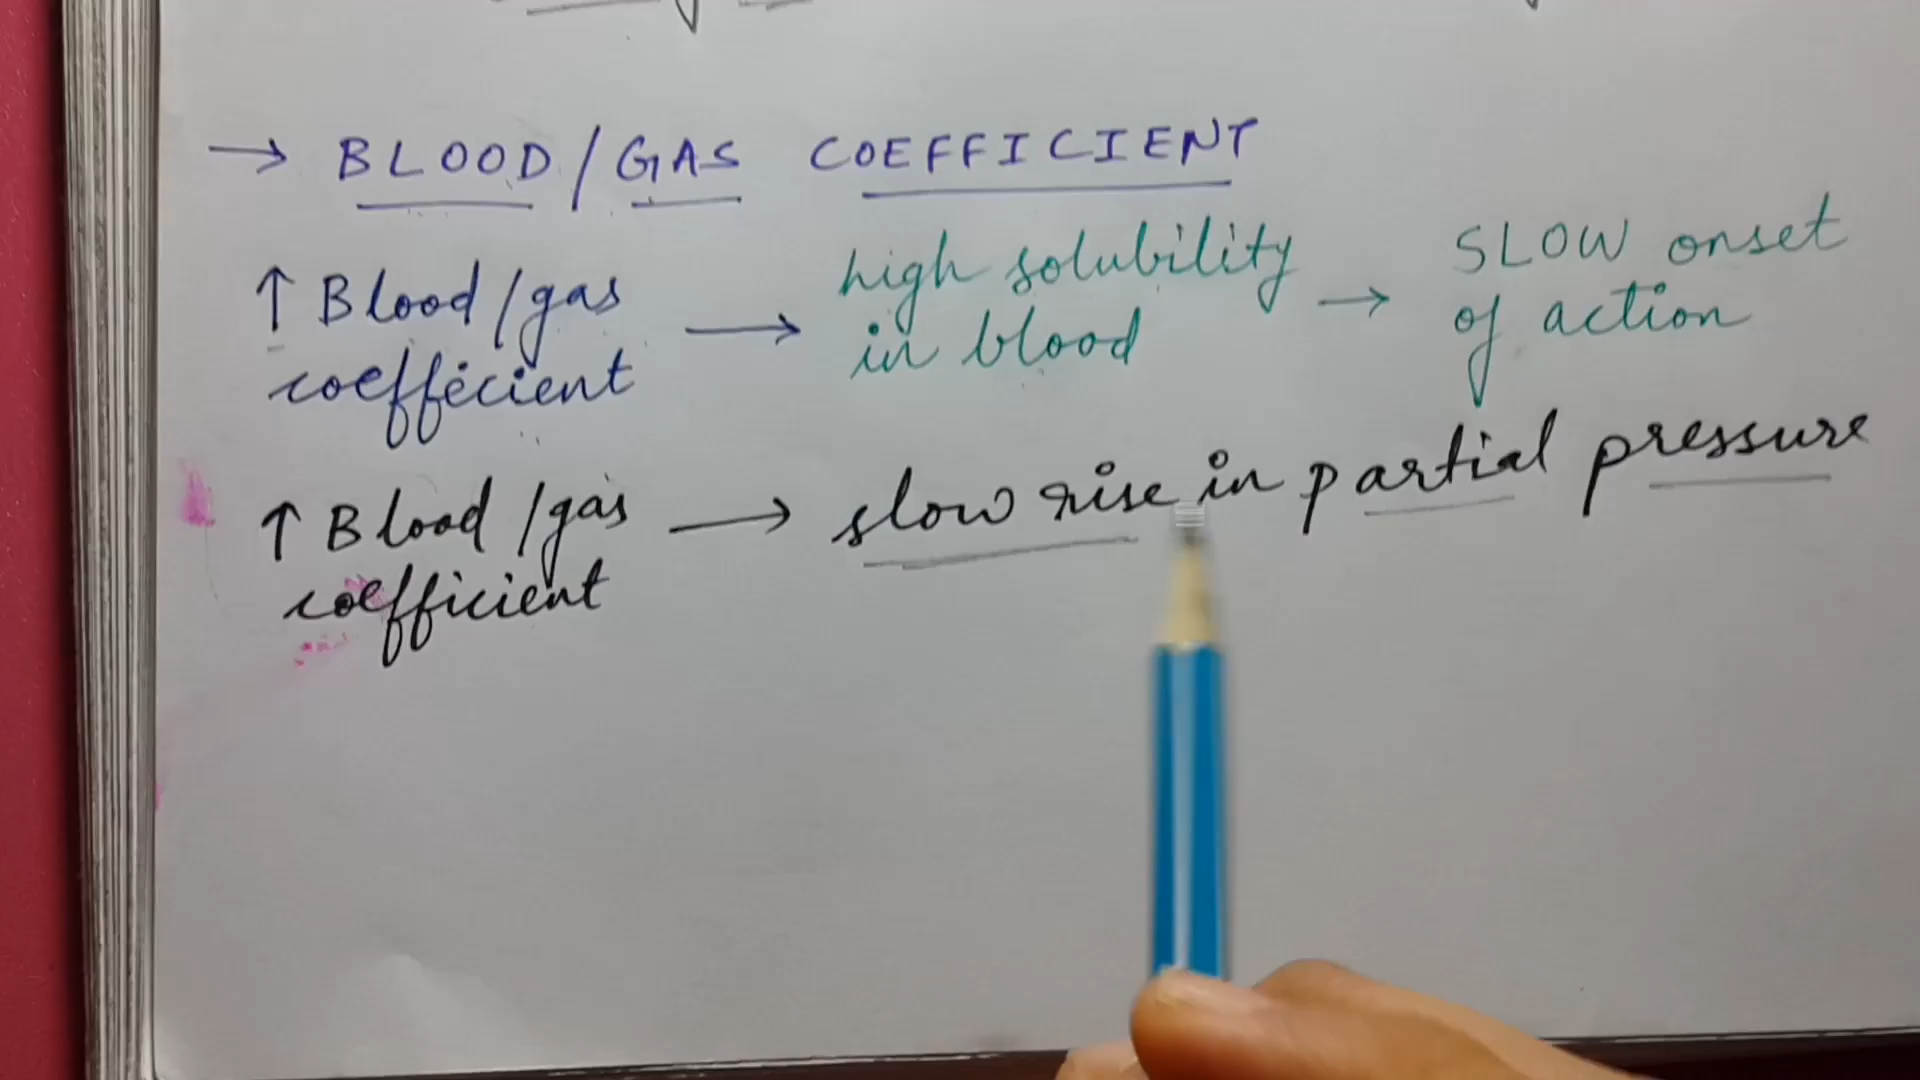 → BLOOD / GAS COEFFICIENT
↑ Blood/gas coefficient → high solubility in blood → SLOW onset of action
↑ Blood/gas coefficient → slow rise in partial pressure